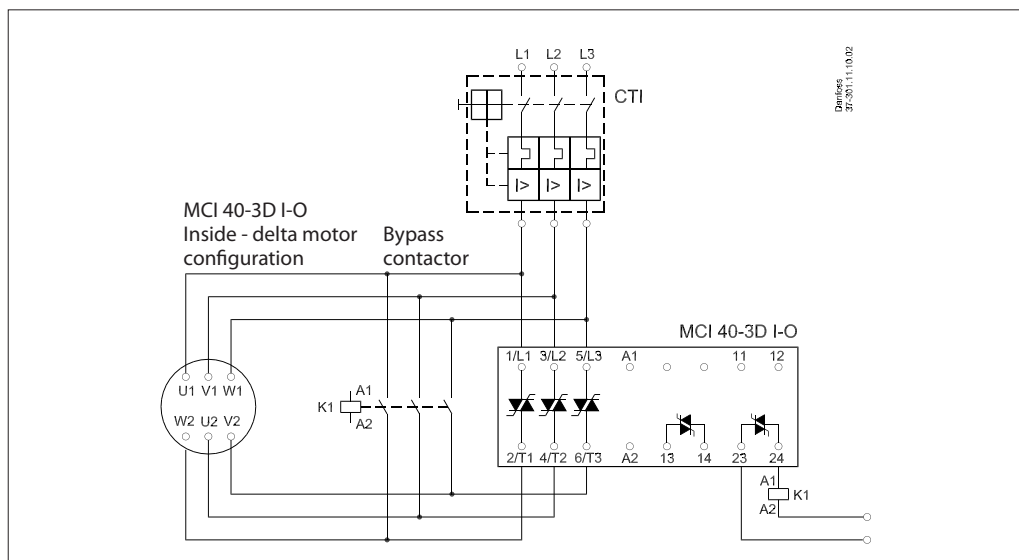 L1 L2 L3
CTI
Danfoss
37-301.11.10.02
I> I> I>
MCI 40-3D I-O
Inside - delta motor
configuration
Bypass
contactor
MCI 40-3D I-O
1/L1 3/L2 5/L3 A1 11 12
U1 V1 W1
W2 U2 V2
A1
K1
A2
2/T1 4/T2 6/T3 A2 13 14 23 24
A1
K1
A2